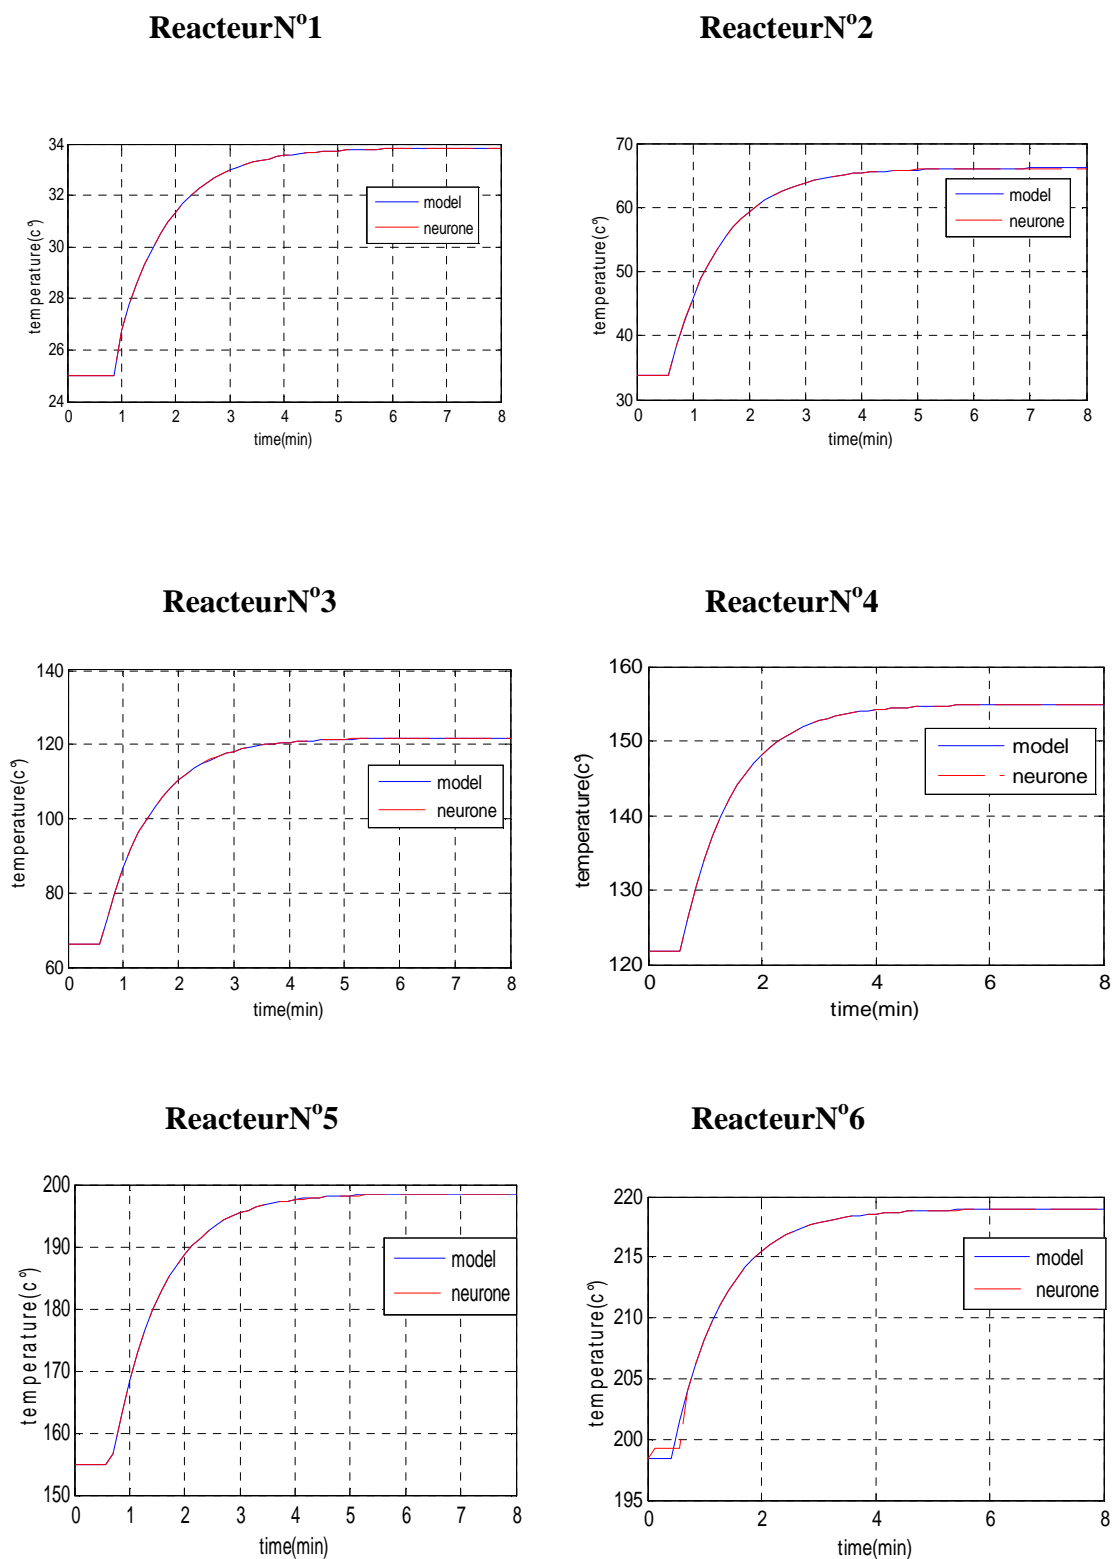 ReacteurN°1 ReacteurN°2
34
32
30
28
26
24
0 1 2 3 4 5 6 7 8
time(min)
temperature(c°)
model
neurone
70
60
50
40
30
0 1 2 3 4 5 6 7 8
time(min)
temperature(c°)
model
neurone
ReacteurN°3 ReacteurN°4
140
120
100
80
60
0 1 2 3 4 5 6 7 8
time(min)
temperature(c°)
model
neurone
160
150
140
130
120
0 2 4 6 8
time(min)
temperature(c°)
model
neurone
ReacteurN°5 ReacteurN°6
200
190
180
170
160
150
0 1 2 3 4 5 6 7 8
time(min)
temperature(c°)
model
neurone
220
215
210
205
200
195
0 2 4 6 8
time(min)
temperature(c°)
model
neurone